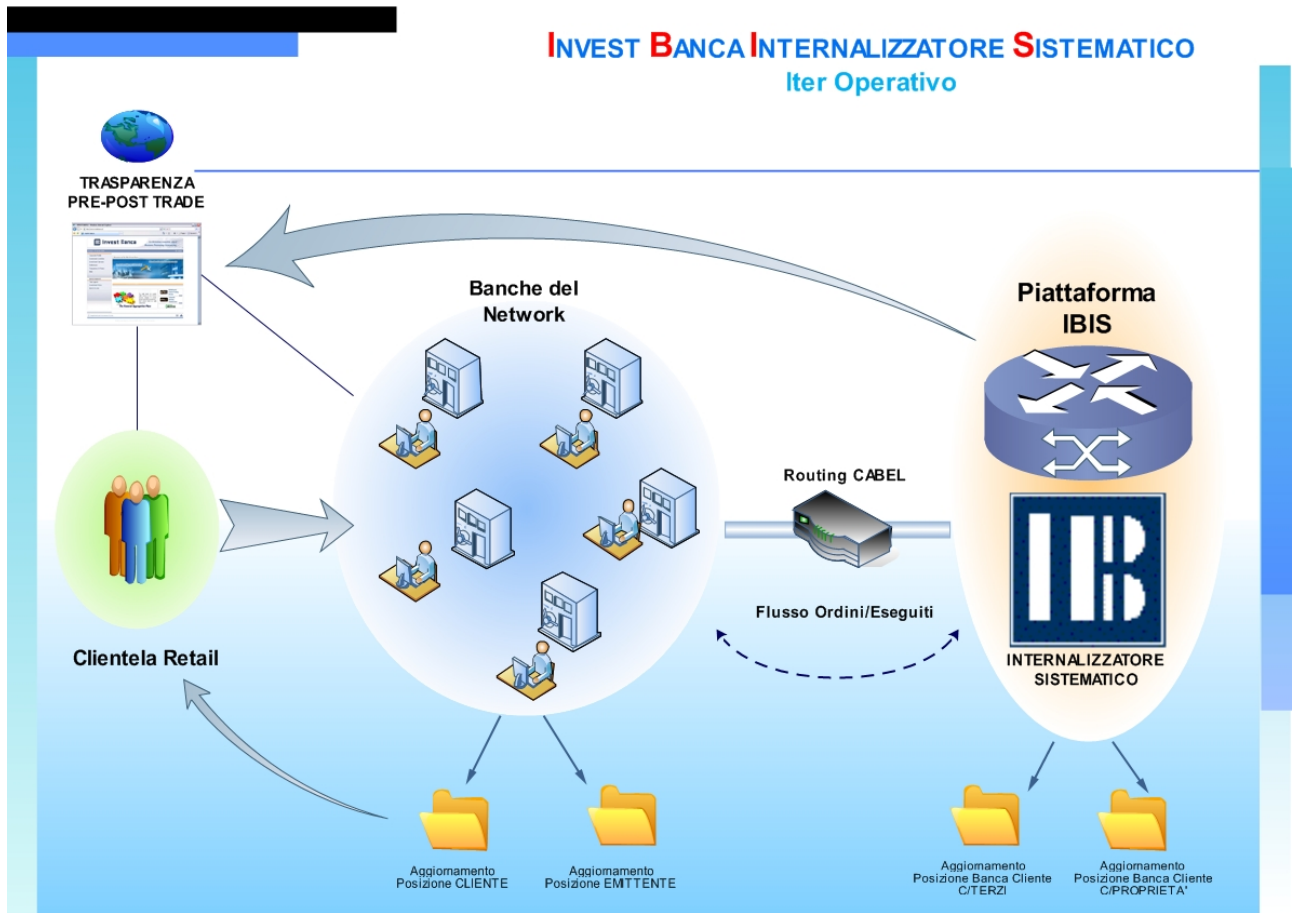 INVEST BANCA INTERNALIZZATORE SISTEMATICO
Iter Operativo
TRASPARENZA
PRE-POST TRADE
Invest Banca
Banche del
Network
Piattaforma
IBIS
Routing CABEL
Flusso Ordini/Eseguiti
INTERNALIZZATORE
SISTEMATICO
Clientela Retail
Aggiornamento
Posizione CLIENTE
Aggiornamento
Posizione EMITTENTE
Aggiornamento
Posizione Banca Cliente
C/TERZI
Aggiornamento
Posizione Banca Cliente
C/PROPRIETA'